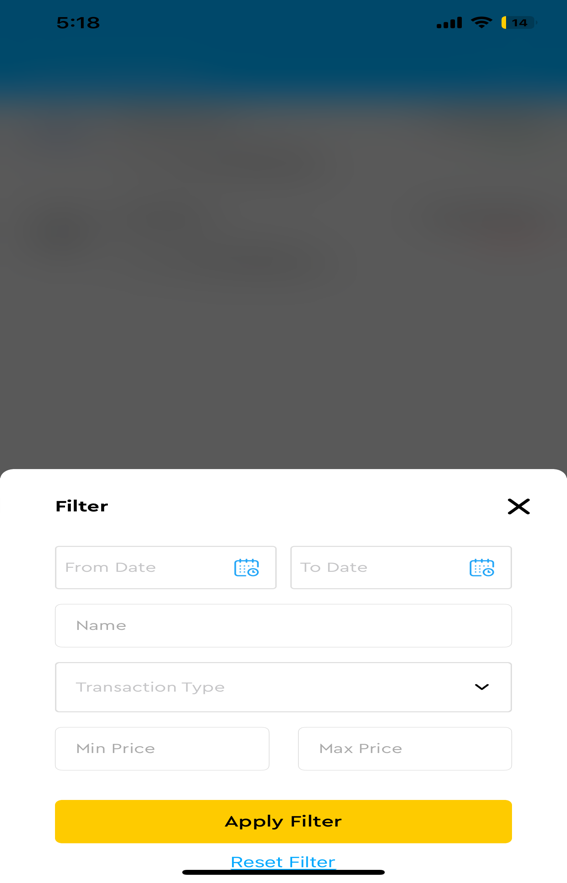 5:18 14
Filter
From Date To Date
Name
Transaction Type
Min Price Max Price
Apply Filter
Reset Filter